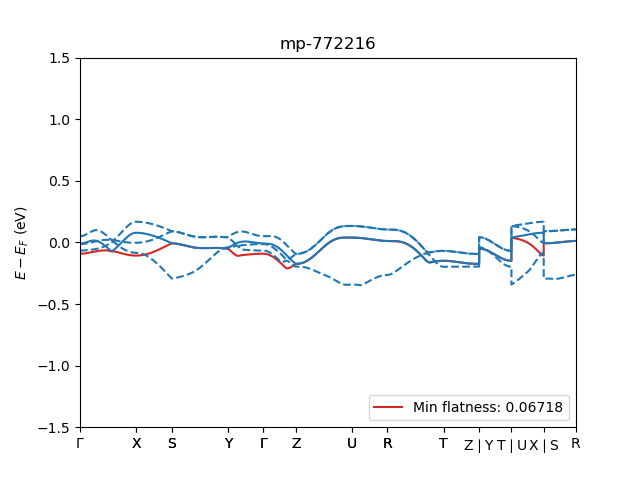 mp-772216
E − E_F (eV)
1.5
1.0
0.5
0.0
−0.5
−1.0
−1.5
Min flatness: 0.06718
Γ X S Y Γ Z U R T Z | Y T | U X | S R